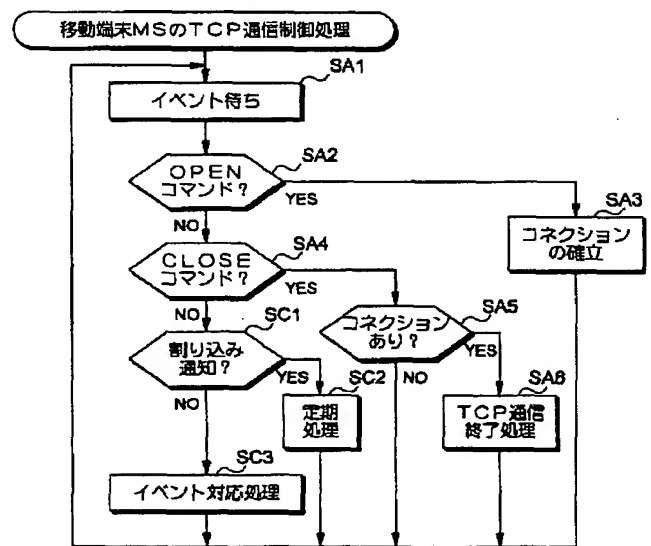 移動端末MSのTCP通信制御処理
SA1
イベント待ち
SA2
OPEN
コマンド?
YES
NO
SA3
コネクション
の確立
SA4
CLOSE
コマンド?
YES
NO
SA5
コネクション
あり?
YES
NO
SC1
割り込み
通知?
YES
NO
SC2
定期
処理
SA6
TCP通信
終了処理
SC3
イベント対応処理